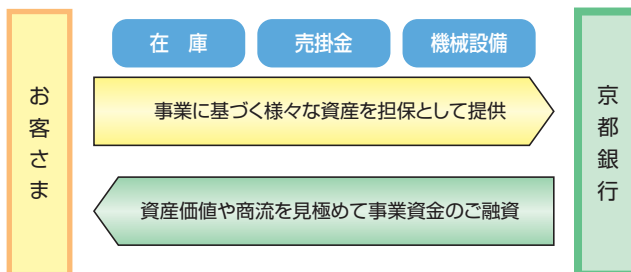 在庫
売掛金
機械設備
お客さま
事業に基づく様々な資産を担保として提供
資産価値や商流を見極めて事業資金のご融資
京都銀行